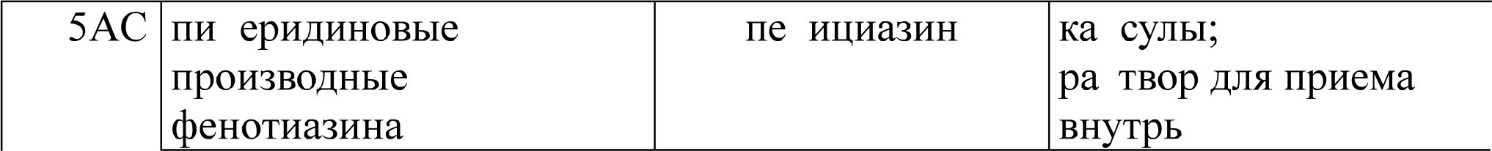 5АС пи еридиновые пе ициазин ка сулы;
производные ра твор для приема
фенотиазина внутрь